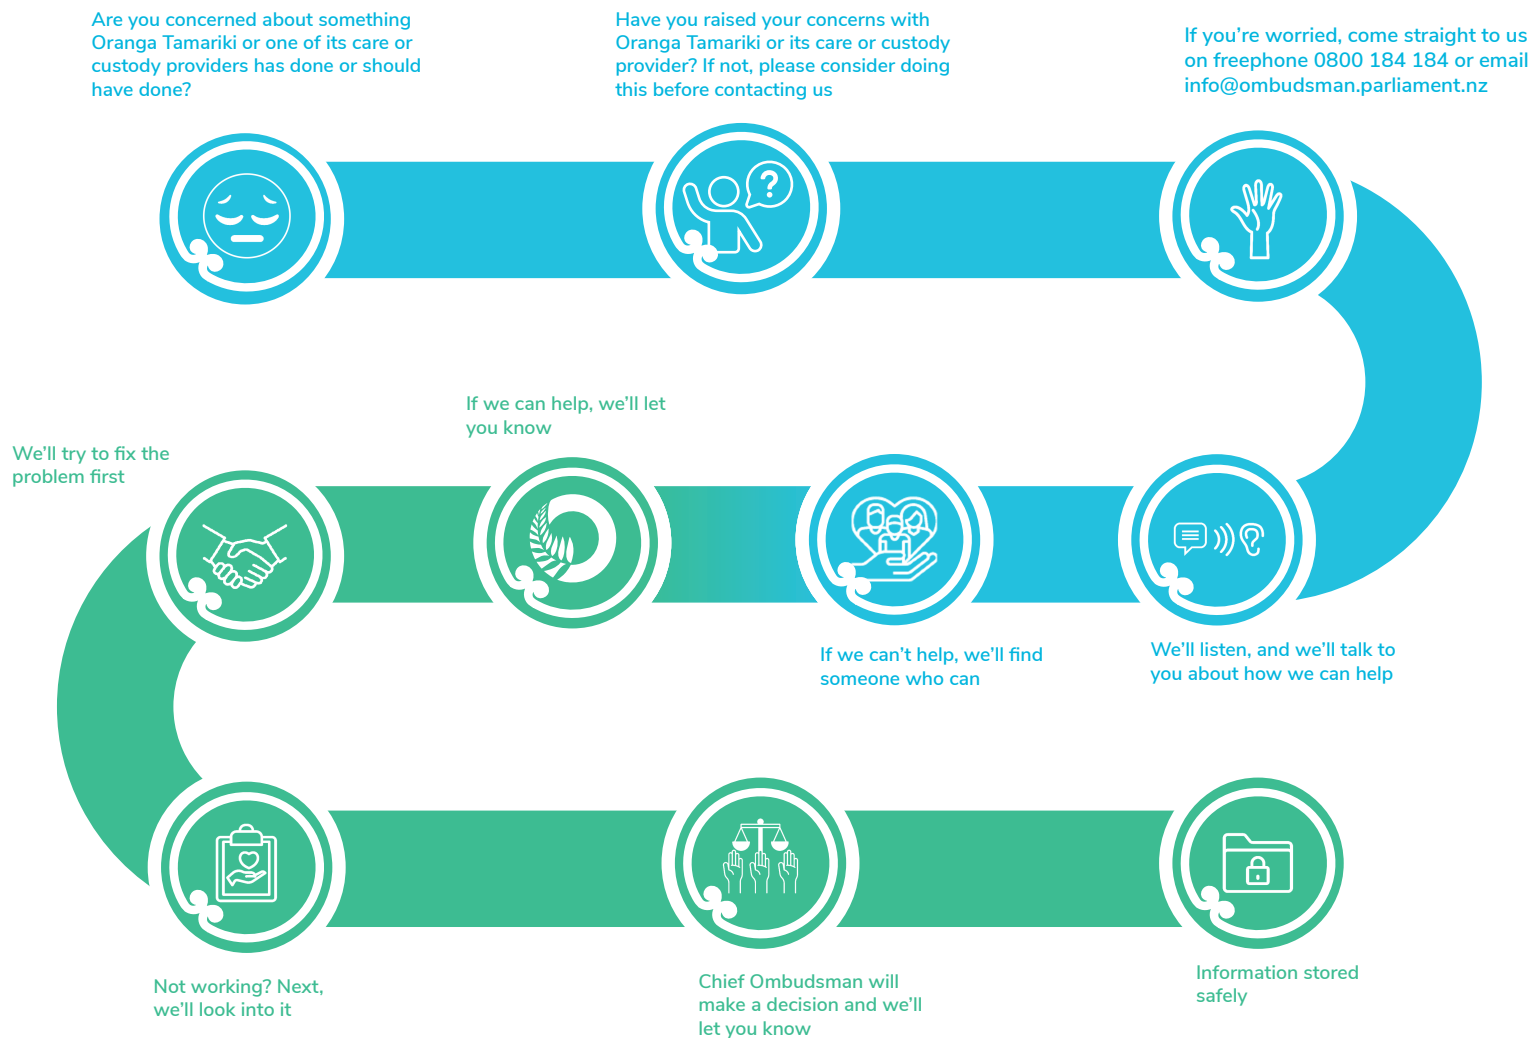 Are you concerned about something
Oranga Tamariki or one of its care or
custody providers has done or should
have done?
Have you raised your concerns with
Oranga Tamariki or its care or custody
provider? If not, please consider doing
this before contacting us
If you’re worried, come straight to us
on freephone 0800 184 184 or email
info@ombudsman.parliament.nz
?
We’ll listen, and we’ll talk to
you about how we can help
If we can’t help, we’ll find
someone who can
If we can help, we’ll let
you know
We’ll try to fix the
problem first
Not working? Next,
we’ll look into it
Chief Ombudsman will
make a decision and we’ll
let you know
Information stored
safely